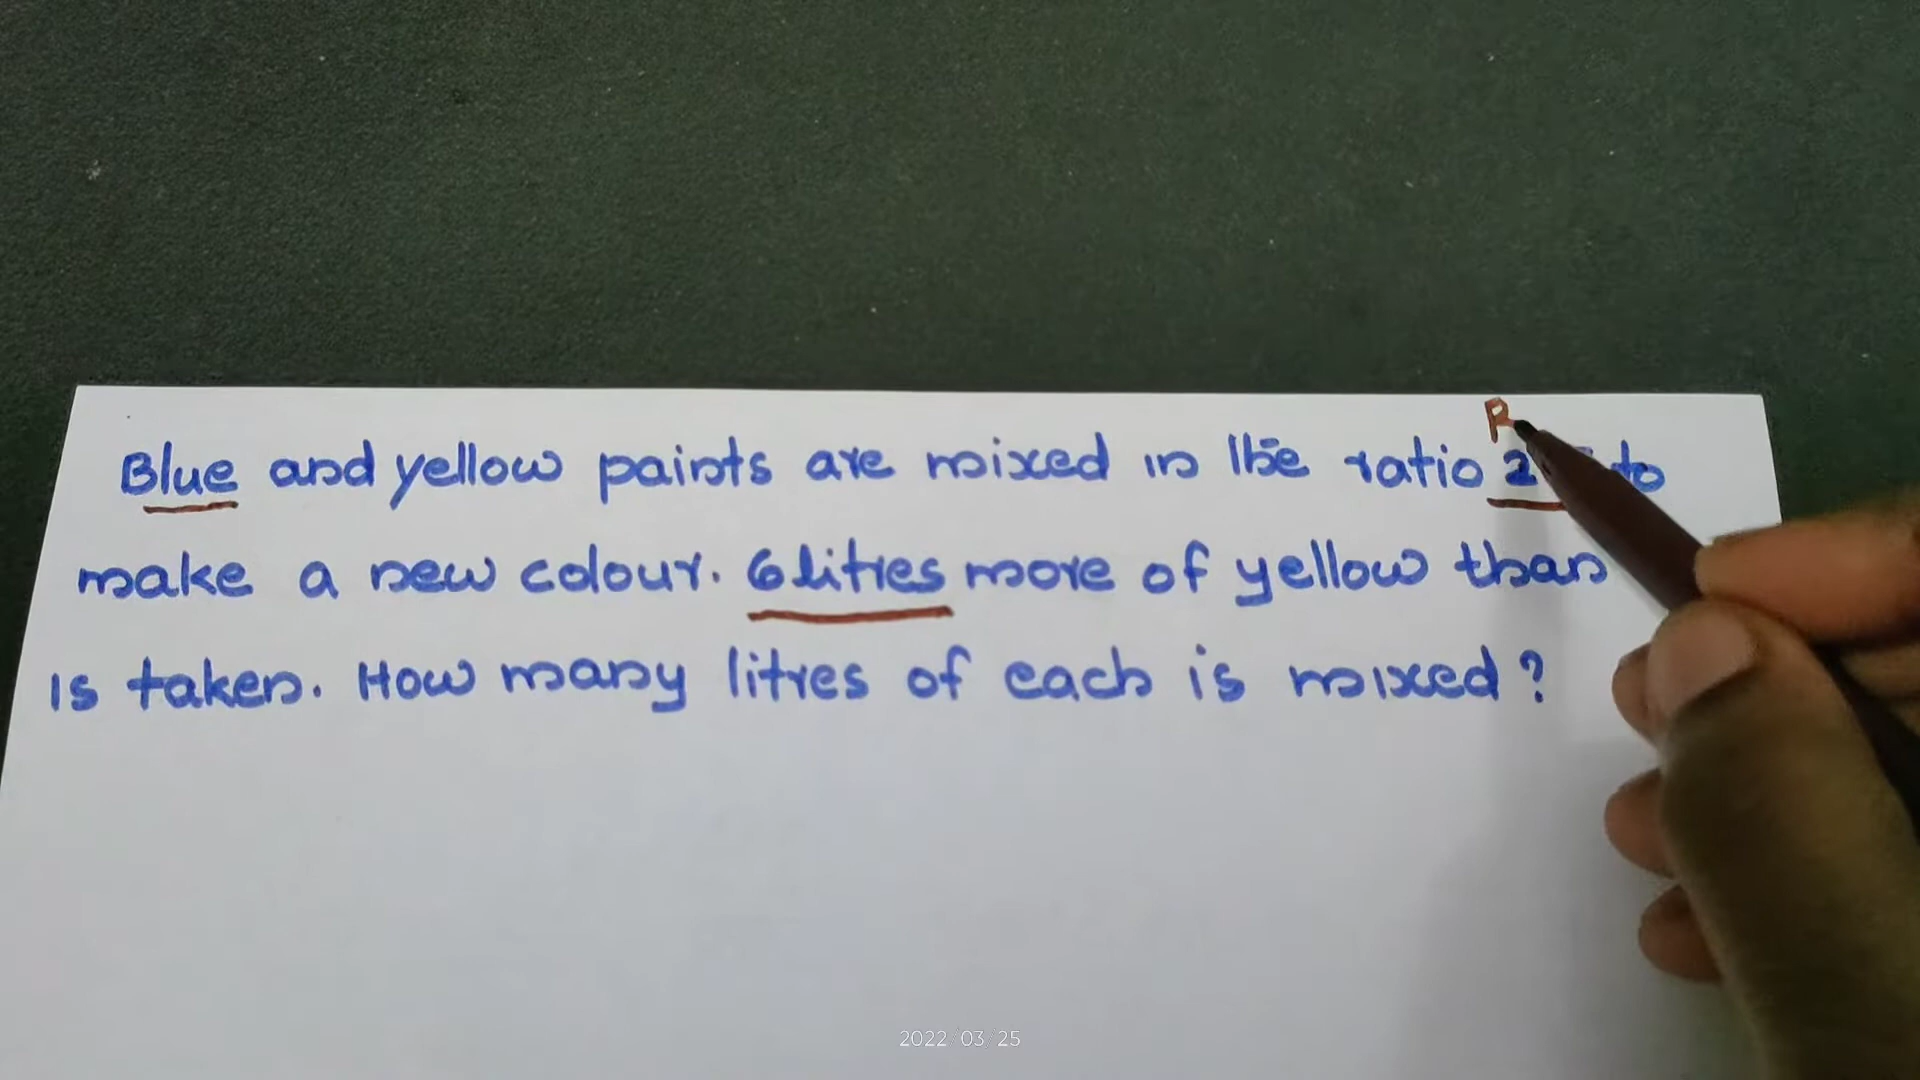 Blue and yellow paints are mixed in the ratio 2 to
make a new colour. 6 litres more of yellow than
is taken. How many litres of each is mixed?
2022/03/25